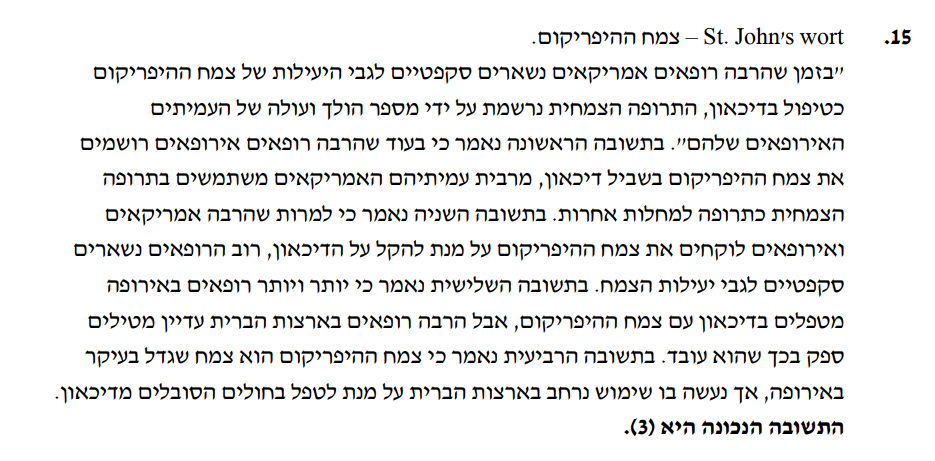 15. St. John's wort – צמח ההיפריקום.
"בזמן שהרבה רופאים אמריקאים נשארים סקפטיים לגבי היעילות של צמח ההיפריקום
כטיפול בדיכאון, התרופה הצמחית נרשמת על ידי מספר הולך ועולה של העמיתים
האירופאים שלהם". בתשובה הראשונה נאמר כי בעוד שהרבה רופאים אירופאים רושמים
את צמח ההיפריקום בשביל דיכאון, מרבית עמיתיהם האמריקאים משתמשים בתרופה
הצמחית כתרופה למחלות אחרות. בתשובה השניה נאמר כי למרות שהרבה אמריקאים
ואירופאים לוקחים את צמח ההיפריקום על מנת להקל על הדיכאון, רוב הרופאים נשארים
סקפטיים לגבי יעילות הצמח. בתשובה השלישית נאמר כי יותר ויותר רופאים באירופה
מטפלים בדיכאון עם צמח ההיפריקום, אבל הרבה רופאים בארצות הברית עדיין מטילים
ספק בכך שהוא עובד. בתשובה הרביעית נאמר כי צמח ההיפריקום הוא צמח שגדל בעיקר
באירופה, אך נעשה בו שימוש נרחב בארצות הברית על מנת לטפל בחולים הסובלים מדיכאון.
התשובה הנכונה היא (3).